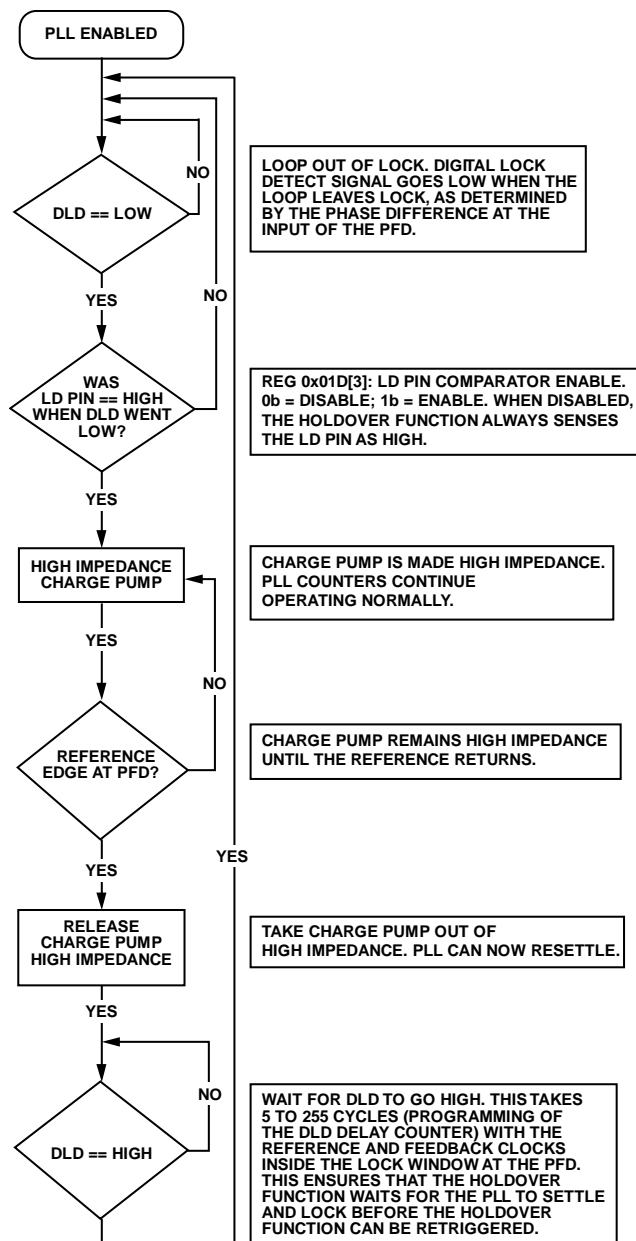 PLL ENABLED
NO
DLD == LOW
LOOP OUT OF LOCK. DIGITAL LOCK
DETECT SIGNAL GOES LOW WHEN THE
LOOP LEAVES LOCK, AS DETERMINED
BY THE PHASE DIFFERENCE AT THE
INPUT OF THE PFD.
YES
NO
WAS
LD PIN == HIGH
WHEN DLD WENT
LOW?
REG 0x01D[3]: LD PIN COMPARATOR ENABLE.
0b = DISABLE; 1b = ENABLE. WHEN DISABLED,
THE HOLDOVER FUNCTION ALWAYS SENSES
THE LD PIN AS HIGH.
YES
HIGH IMPEDANCE
CHARGE PUMP
CHARGE PUMP IS MADE HIGH IMPEDANCE.
PLL COUNTERS CONTINUE
OPERATING NORMALLY.
YES
NO
REFERENCE
EDGE AT PFD?
CHARGE PUMP REMAINS HIGH IMPEDANCE
UNTIL THE REFERENCE RETURNS.
YES
YES
RELEASE
CHARGE PUMP
HIGH IMPEDANCE
TAKE CHARGE PUMP OUT OF
HIGH IMPEDANCE. PLL CAN NOW RESETTLE.
YES
NO
DLD == HIGH
WAIT FOR DLD TO GO HIGH. THIS TAKES
5 TO 255 CYCLES (PROGRAMMING OF
THE DLD DELAY COUNTER) WITH THE
REFERENCE AND FEEDBACK CLOCKS
INSIDE THE LOCK WINDOW AT THE PFD.
THIS ENSURES THAT THE HOLDOVER
FUNCTION WAITS FOR THE PLL TO SETTLE
AND LOCK BEFORE THE HOLDOVER
FUNCTION CAN BE RETRIGGERED.